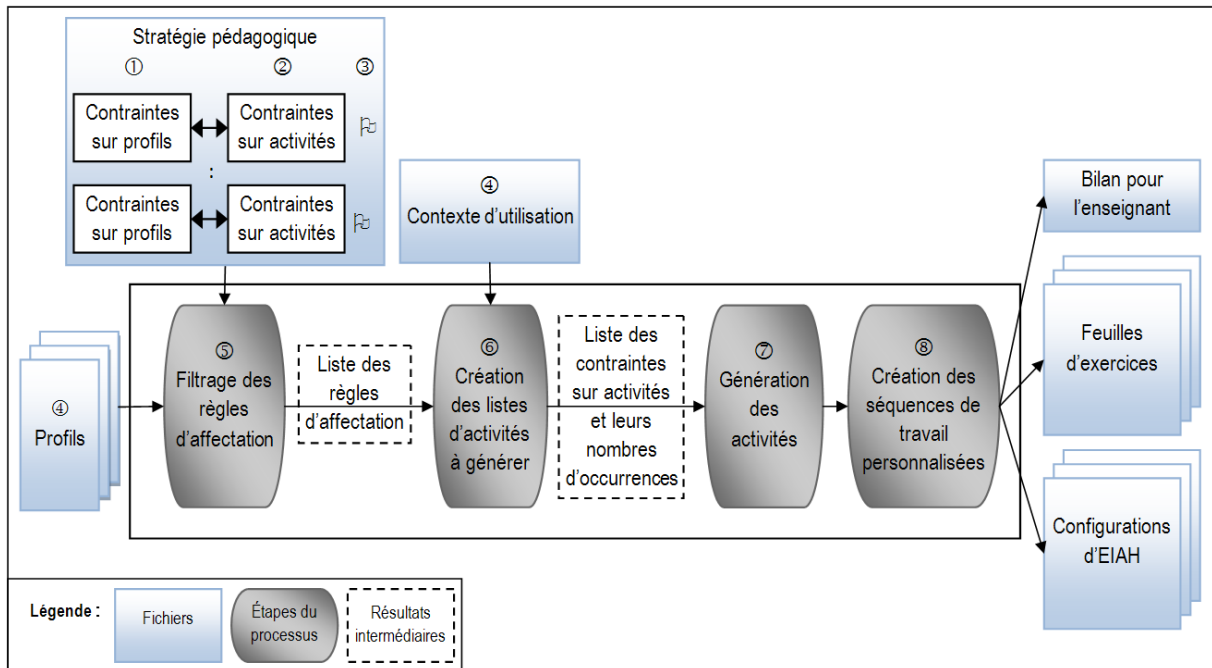 Stratégie pédagogique
① ② ③
Contraintes
sur profils
Contraintes
sur activités
:
Contraintes
sur profils
Contraintes
sur activités
④
Contexte d'utilisation
④
Profils
⑤
Filtrage des
règles
d'affectation
Liste des
règles
d'affectation
⑥
Création
des listes
d'activités
à générer
Liste des
contraintes
sur activités
et leurs
nombres
d'occurrences
⑦
Génération
des
activités
⑧
Création des
séquences de
travail
personnalisées
Bilan pour
l'enseignant
Feuilles
d'exercices
Configurations
d'EIAH
Légende :
Fichiers
Étapes du
processus
Résultats
intermédiaires